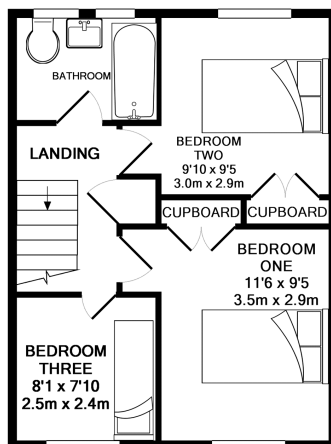 BATHROOM
LANDING
BEDROOM
TWO
9'10 x 9'5
3.0m x 2.9m
CUPBOARD
CUPBOARD
BEDROOM
ONE
11'6 x 9'5
3.5m x 2.9m
BEDROOM
THREE
8'1 x 7'10
2.5m x 2.4m